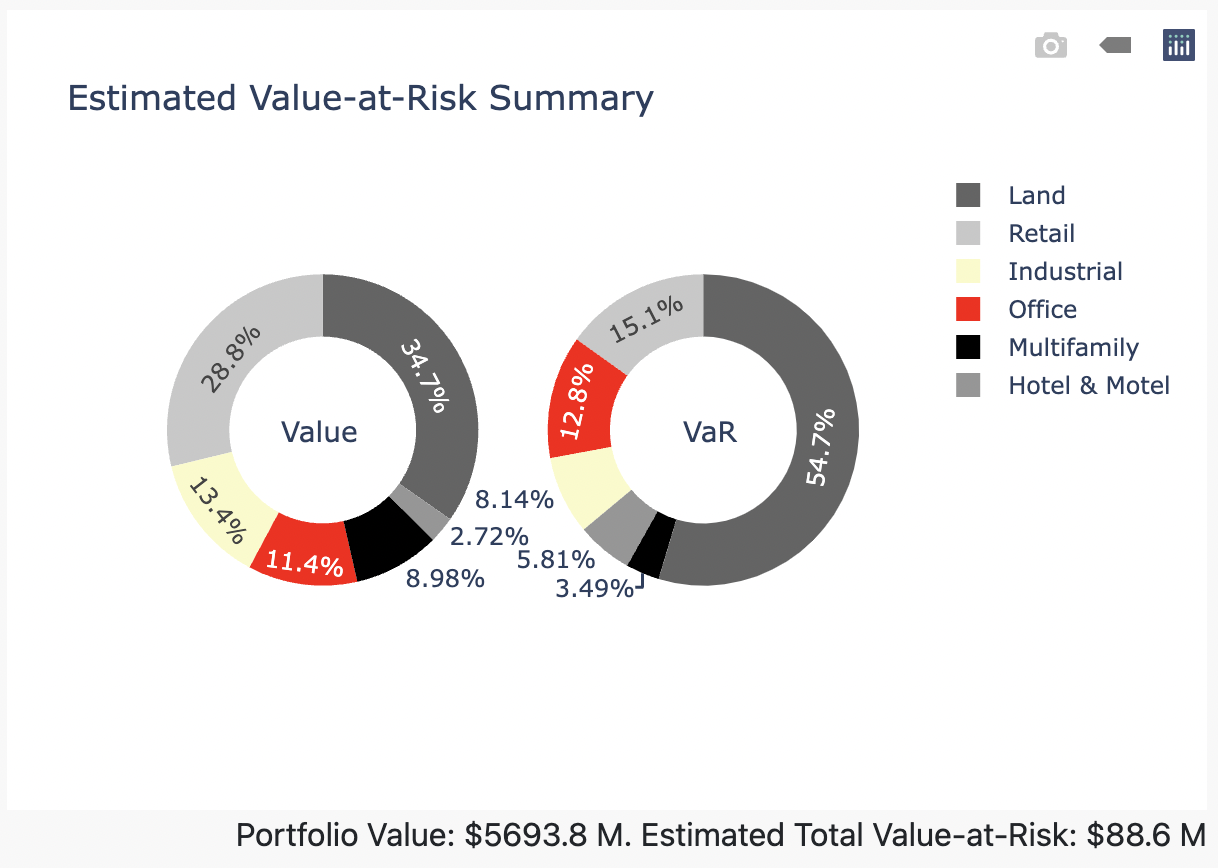 Estimated Value-at-Risk Summary
Land
Retail
Industrial
Office
Multifamily
Hotel & Motel
28.8%
34.7%
13.4%
11.4%
8.98%
2.72%
Value
15.1%
12.8%
54.7%
8.14%
5.81%
3.49%
VaR
Portfolio Value: $5693.8 M. Estimated Total Value-at-Risk: $88.6 M